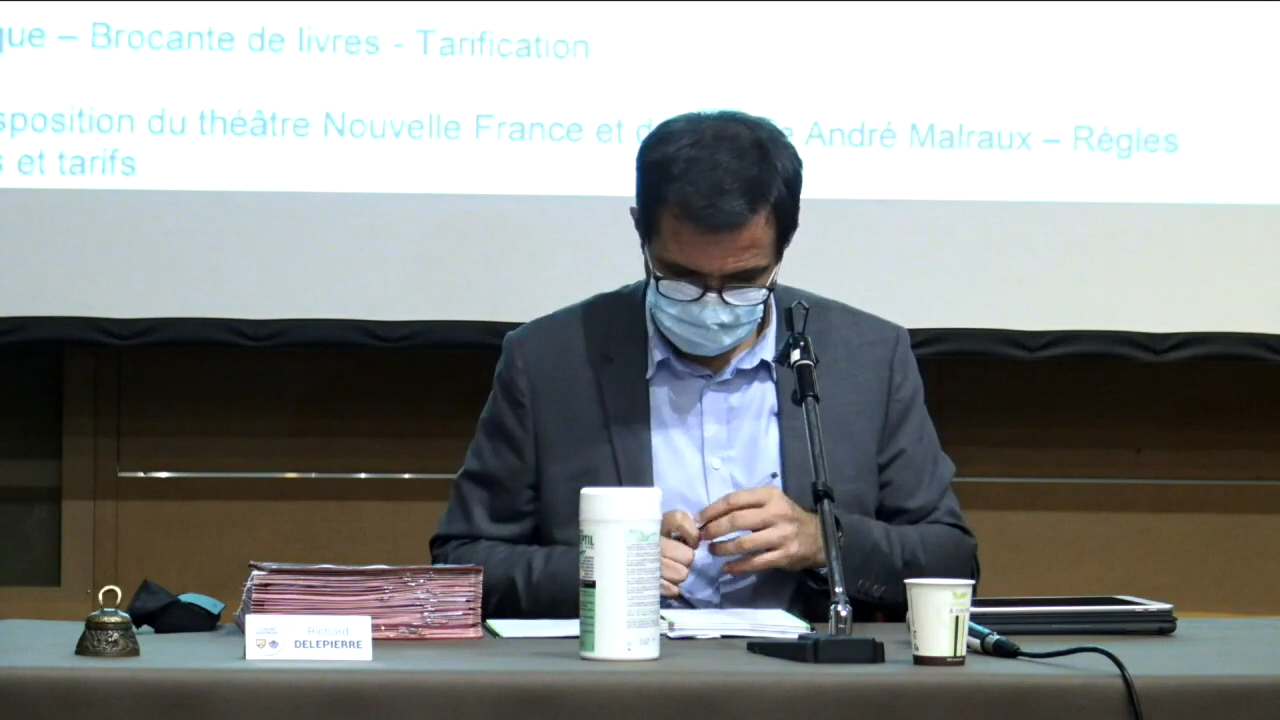 que – Brocante de livres - Tarification
sposition du théâtre Nouvelle France et d e André Malraux – Règles
s et tarifs
Richard
DELEPIERRE